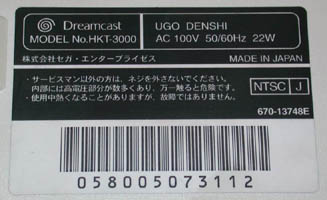 Dreamcast
MODEL No.HKT-3000
UGO DENSHI
AC 100V 50/60Hz 22W
株式会社セガ・エンタープライゼス
MADE IN JAPAN
・サービスマン以外の方は、ネジを外さないでください。
内部には高電圧部分が数多くあり、万一触ると危険です。
・使用中熱くなることがありますが、故障ではありません。
NTSC J
670-13748E
058005073112